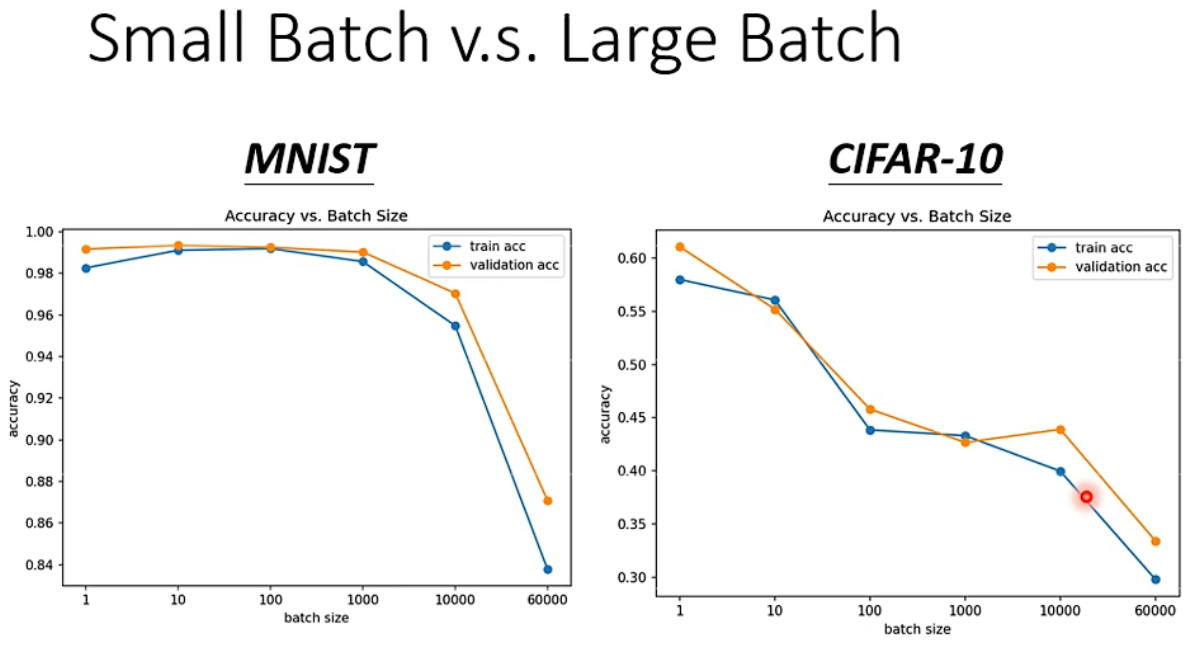 Small Batch v.s. Large Batch
MNIST
Accuracy vs. Batch Size
1.00
0.98
0.96
0.94
0.92
0.90
0.88
0.86
0.84
accuracy
train acc
validation acc
1 10 100 1000 10000 60000
batch size
CIFAR-10
Accuracy vs. Batch Size
0.60
0.55
0.50
0.45
0.40
0.35
0.30
accuracy
train acc
validation acc
1 10 100 1000 10000 60000
batch size